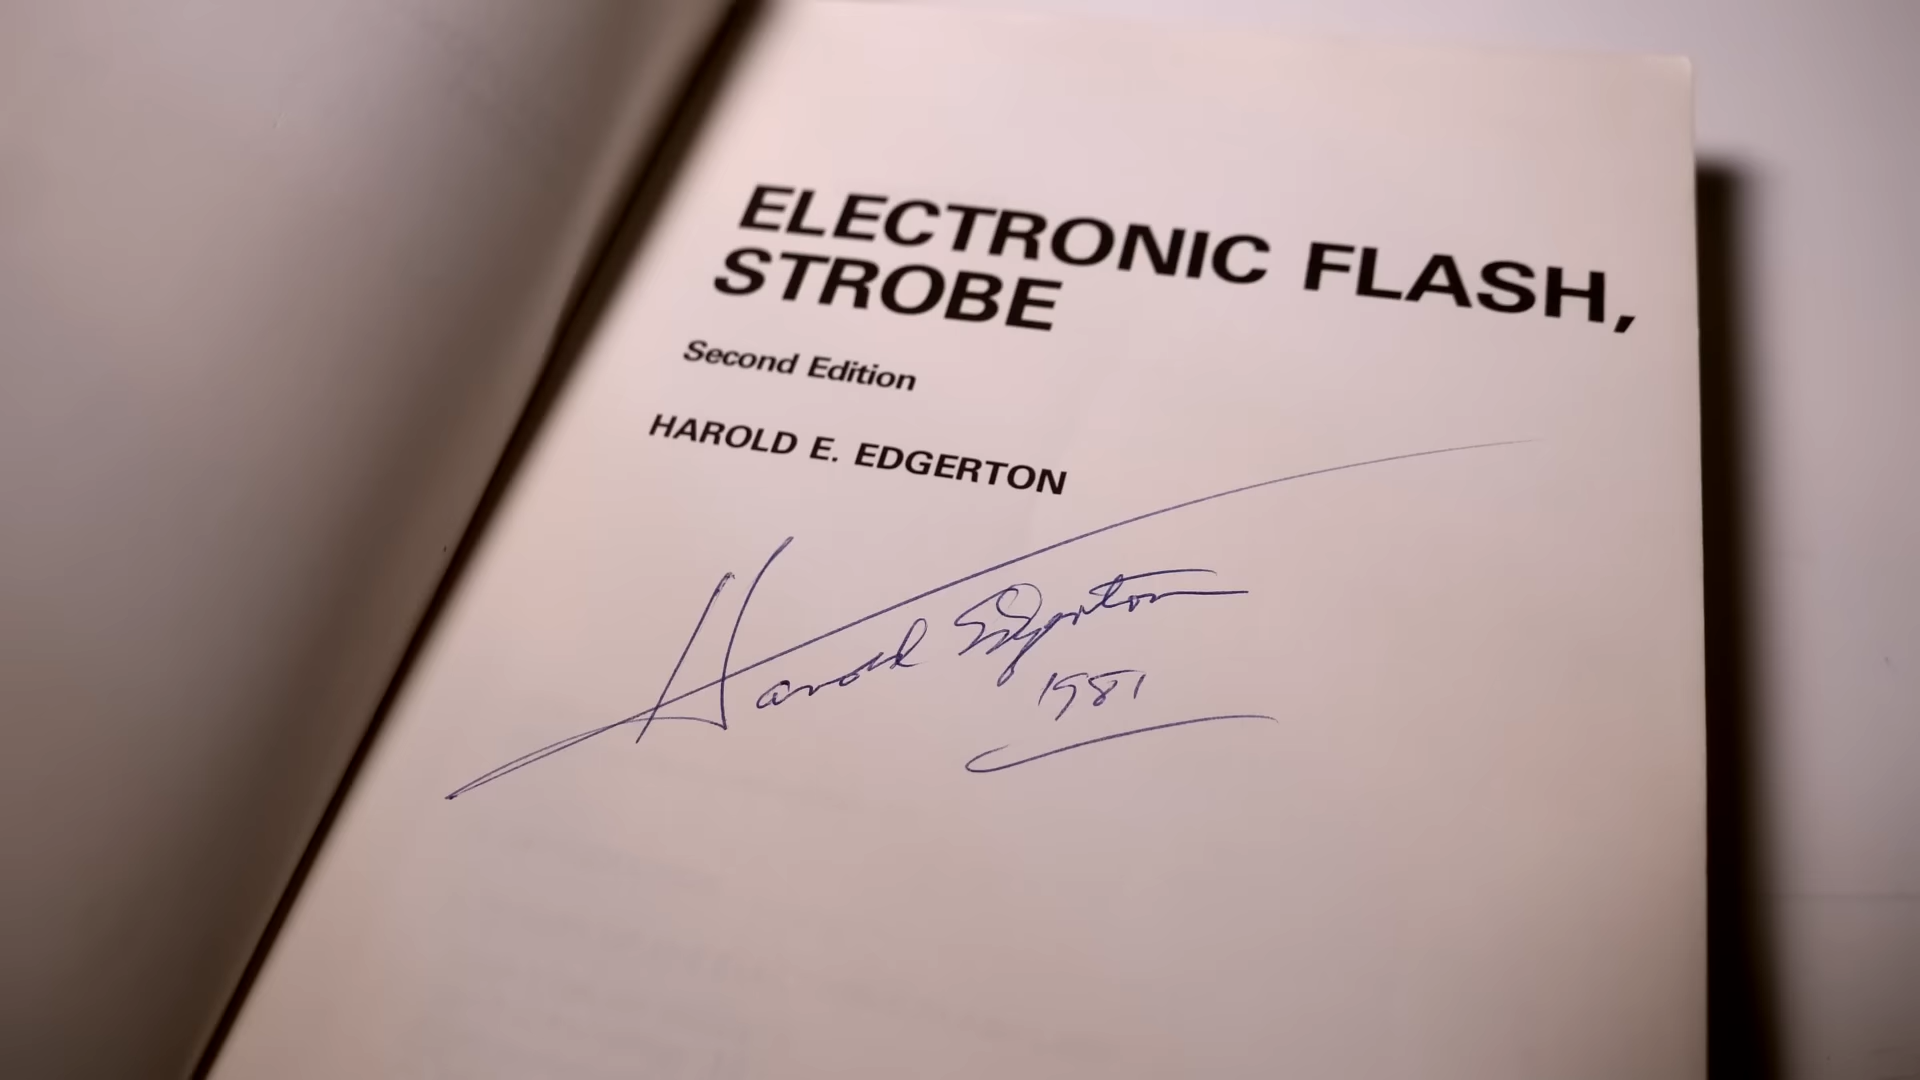 ELECTRONIC FLASH,
STROBE
Second Edition
HAROLD E. EDGERTON
Harold Edgerton
1981